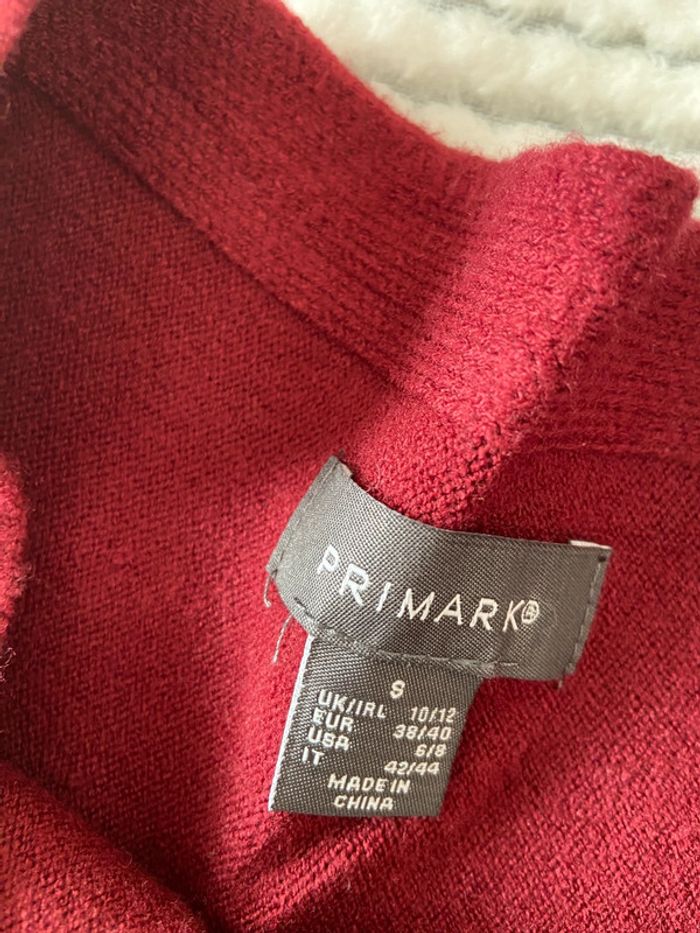 PRIMARK®
S
UK/IRL 10/12
EUR 38/40
USA 6/8
IT 42/44
MADE IN
CHINA